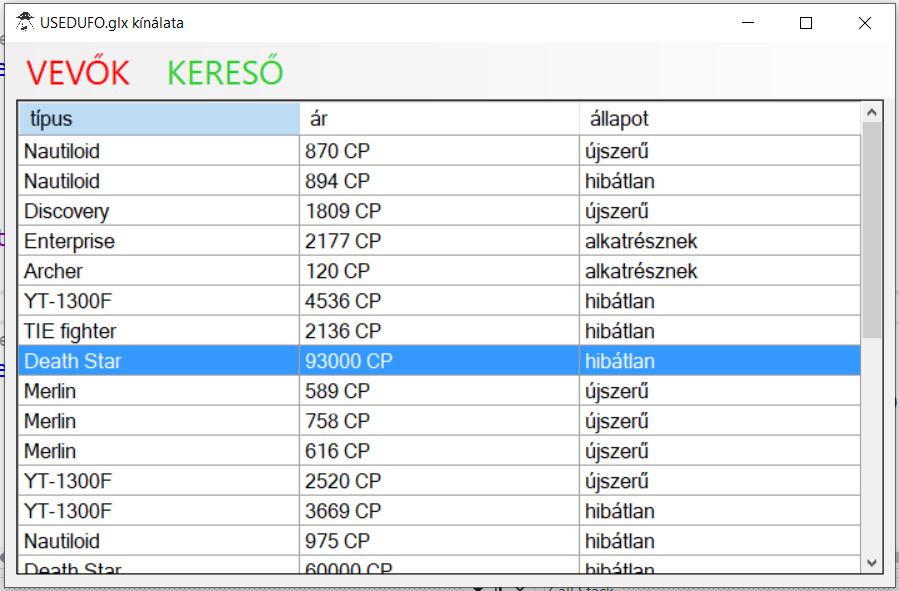 USEDUFO.glx kínálata
VEVŐK KERESŐ
típus ár állapot
Nautiloid 870 CP újszerű
Nautiloid 894 CP hibátlan
Discovery 1809 CP újszerű
Enterprise 2177 CP alkatrésznek
Archer 120 CP alkatrésznek
YT-1300F 4536 CP hibátlan
TIE fighter 2136 CP hibátlan
Death Star 93000 CP hibátlan
Merlin 589 CP újszerű
Merlin 758 CP újszerű
Merlin 616 CP újszerű
YT-1300F 2520 CP újszerű
YT-1300F 3669 CP hibátlan
Nautiloid 975 CP hibátlan
Death Star 60000 CP hibátlan
Call Stack